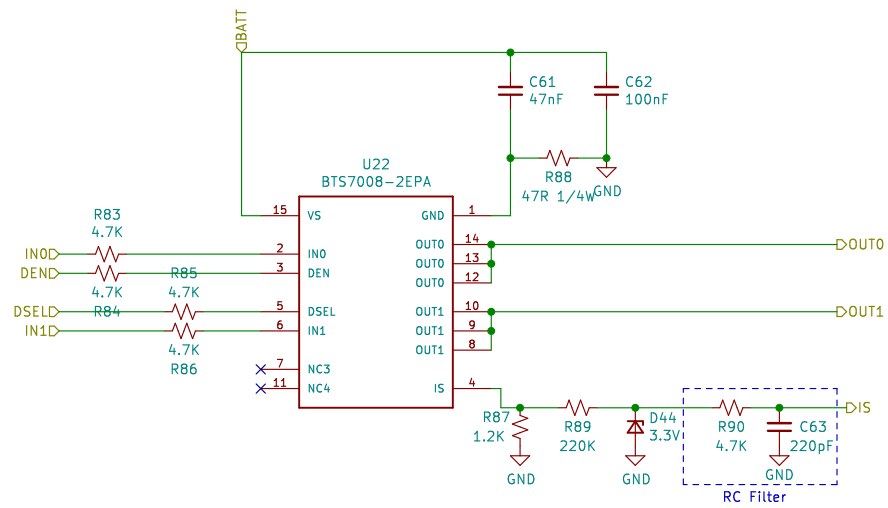 BATT
C61
47nF
C62
100nF
U22
BTS7008-2EPA
R88
47R 1/4W
GND
15
VS
GND
1
R83
4.7K
IN0
2
IN0
OUT0
14
OUT0
DEN
3
DEN
OUT0
13
4.7K
R84
R85
4.7K
OUT0
12
DSEL
5
DSEL
OUT1
10
OUT1
IN1
6
IN1
OUT1
9
4.7K
R86
OUT1
8
7
NC3
11
NC4
IS
4
R87
1.2K
GND
R89
220K
D44
3.3V
GND
R90
4.7K
C63
220pF
GND
IS
RC Filter